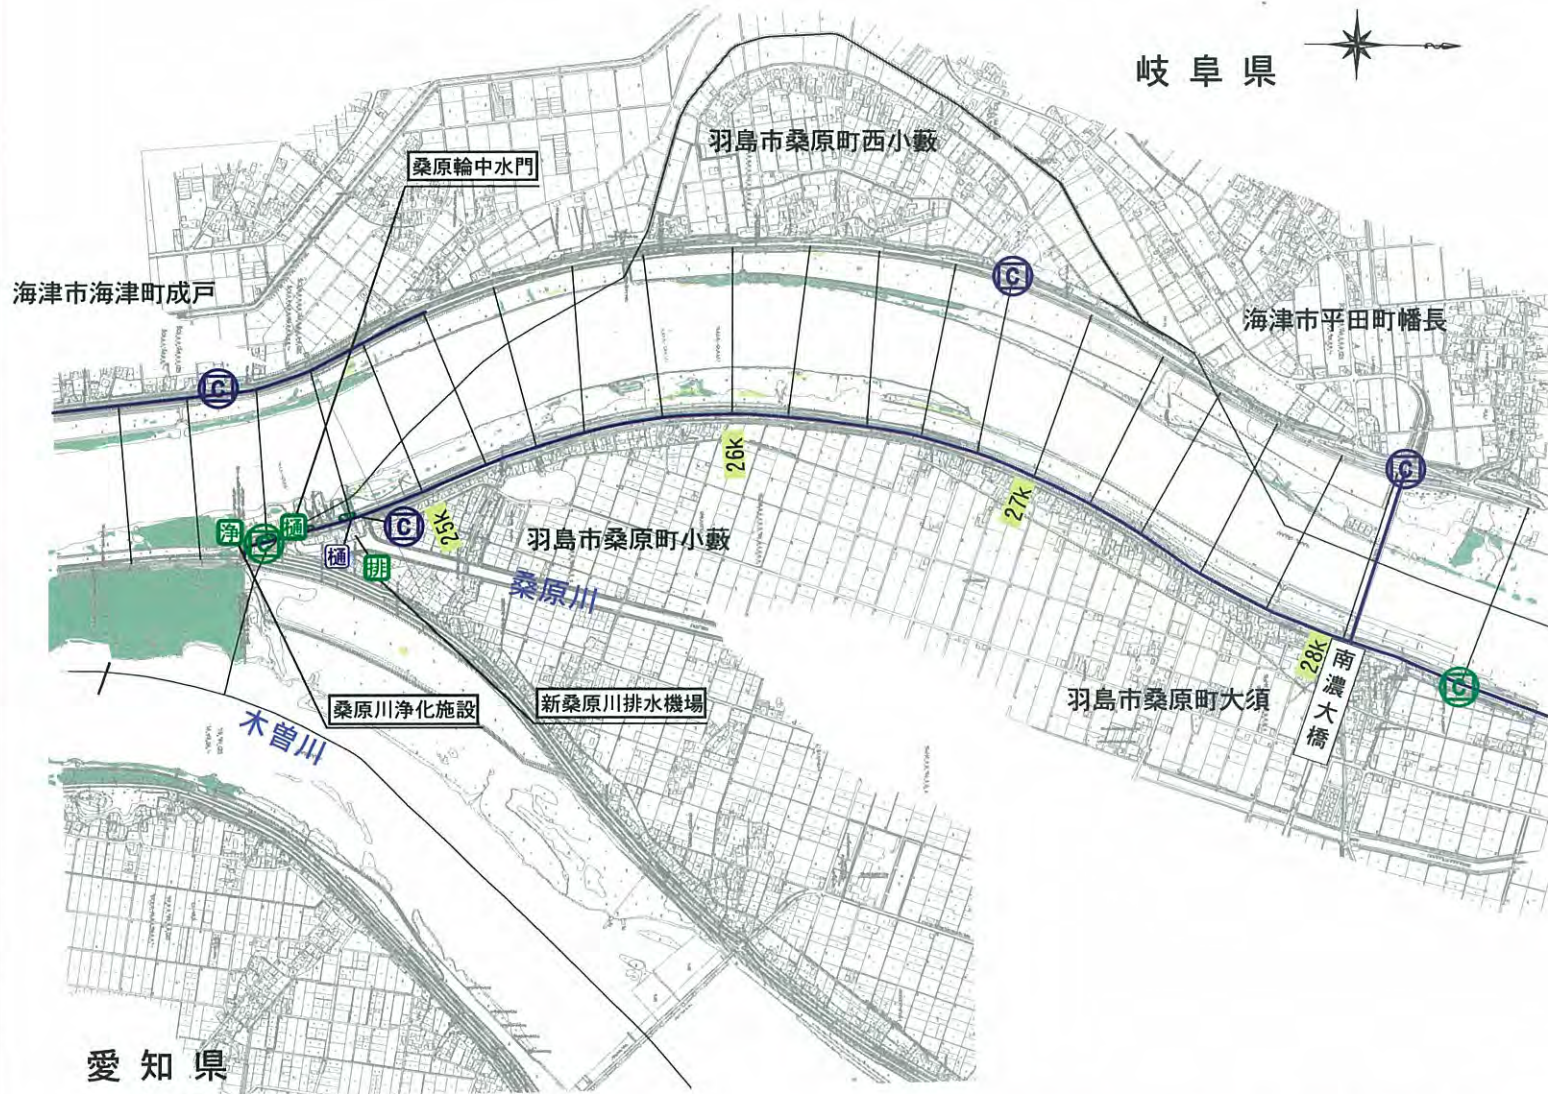 岐阜県
羽島市桑原町西小藪
桑原輪中水門
海津市海津町成戸
C
海津市平田町幡長
C
C
26k
27k
浄
C
樋
C
25k
樋
排
羽島市桑原町小藪
桑原川
28k
南濃大橋
C
羽島市桑原町大須
桑原川浄化施設
新桑原川排水機場
木曽川
愛知県